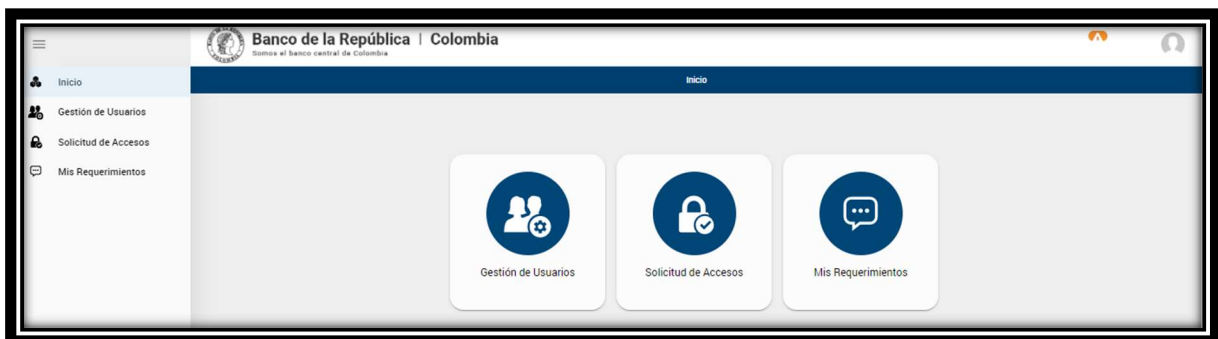 Banco de la República | Colombia
Somos el banco central de Colombia
Inicio
Inicio
Gestión de Usuarios
Solicitud de Accesos
Mis Requerimientos
Gestión de Usuarios
Solicitud de Accesos
Mis Requerimientos